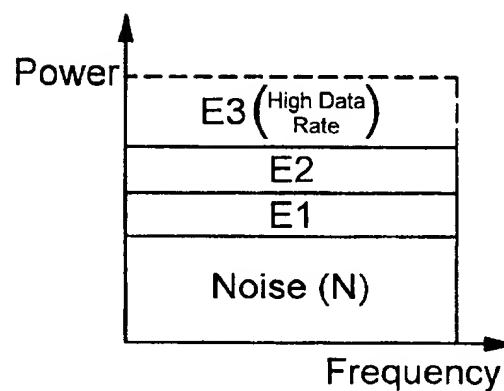 Power
E3 (High Data
Rate)
E2
E1
Noise (N)
Frequency